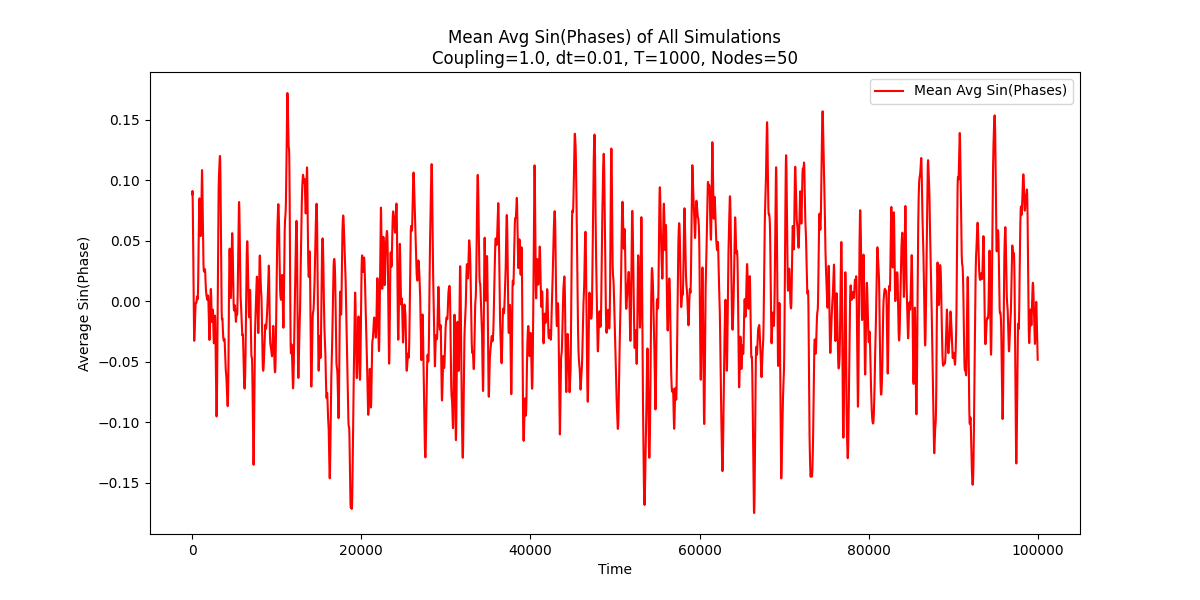 Mean Avg Sin(Phases) of All Simulations
Coupling=1.0, dt=0.01, T=1000, Nodes=50
Mean Avg Sin(Phases)
0.15
0.10
0.05
0.00
−0.05
−0.10
−0.15
Average Sin(Phase)
0
20000
40000
60000
80000
100000
Time